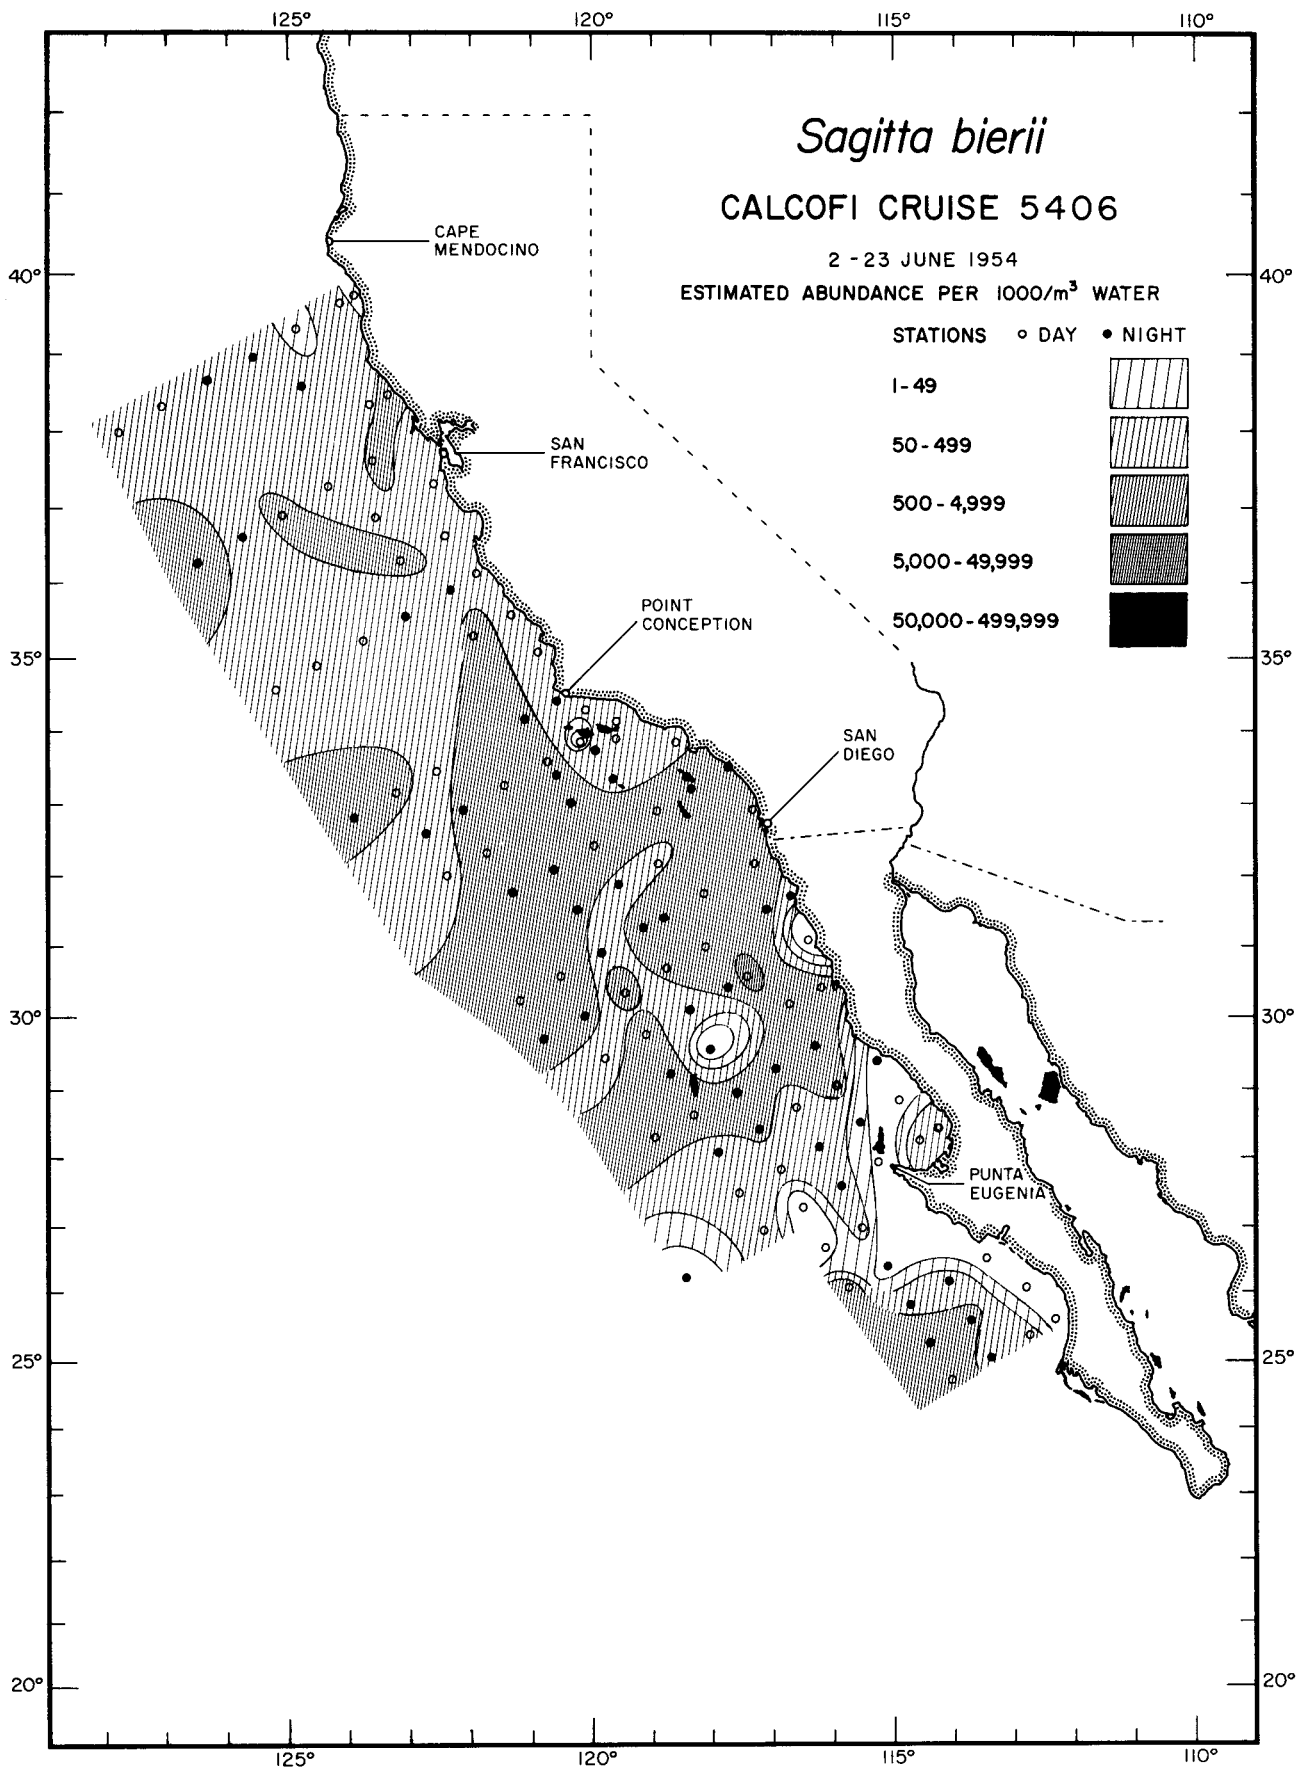 125° 120° 115° 110°
Sagitta bierii
CALCOFI CRUISE 5406
2 - 23 JUNE 1954
ESTIMATED ABUNDANCE PER 1000/m³ WATER
STATIONS ○ DAY ● NIGHT
1 - 49
50 - 499
500 - 4,999
5,000 - 49,999
50,000 - 499,999
CAPE
MENDOCINO
40° 40°
SAN
FRANCISCO
POINT
CONCEPTION
35° 35°
SAN
DIEGO
30° 30°
PUNTA
EUGENIA
25° 25°
20° 20°
125° 120° 115° 110°